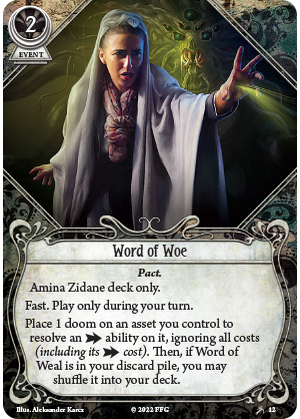 2
EVENT
Word of Woe
Pact.
Amina Zidane deck only.
Fast. Play only during your turn.
Place 1 doom on an asset you control to
resolve an ability on it, ignoring all costs
(including its cost). Then, if Word of
Weal is in your discard pile, you may
shuffle it into your deck.
Illus. Aleksander Karcz © 2022 FFG 12